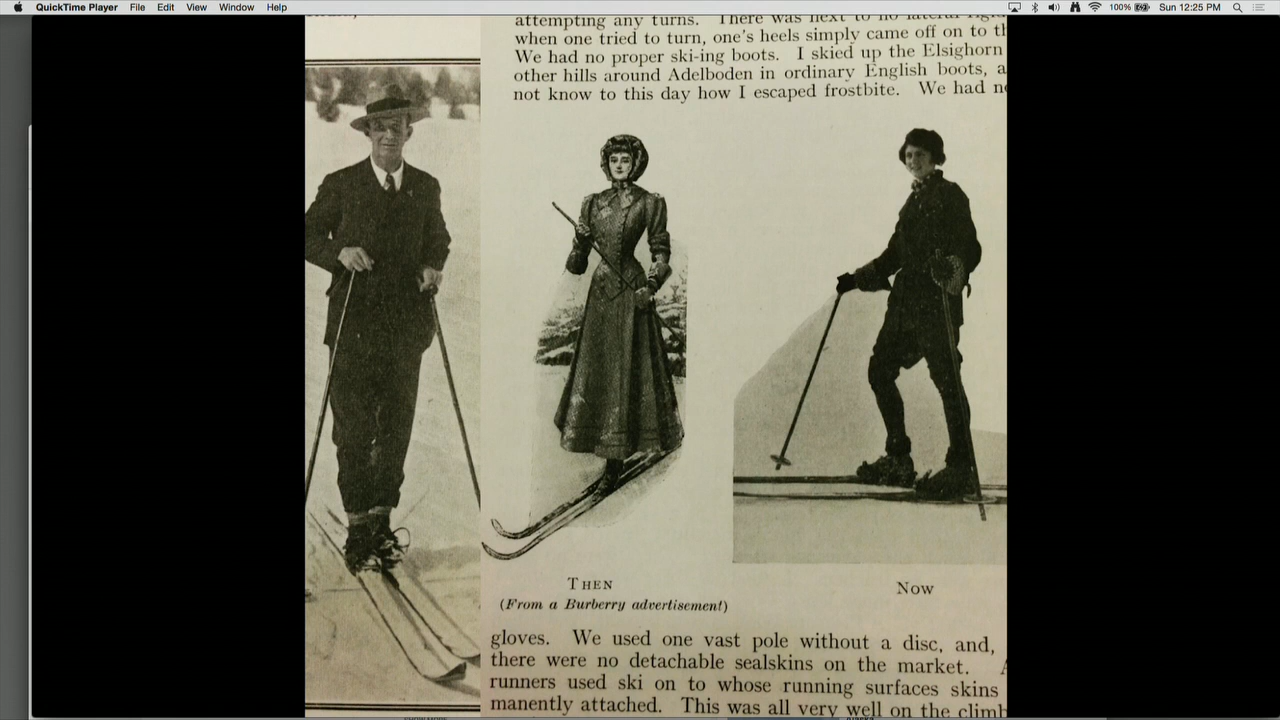 QuickTime Player File Edit View Window Help 100% Sun 12:25 PM
attempting any turns. There was next to no lateral
when one tried to turn, one's heels simply came off on to
We had no proper ski-ing boots. I skied up the Elsighorn
other hills around Adelboden in ordinary English boots, a
not know to this day how I escaped frostbite. We had
THEN
(From a Burberry advertisement)
Now
gloves. We used one vast pole without a disc, and,
there were no detachable sealskins on the market.
runners used ski on to whose running surfaces skins
manently attached. This was all very well on the